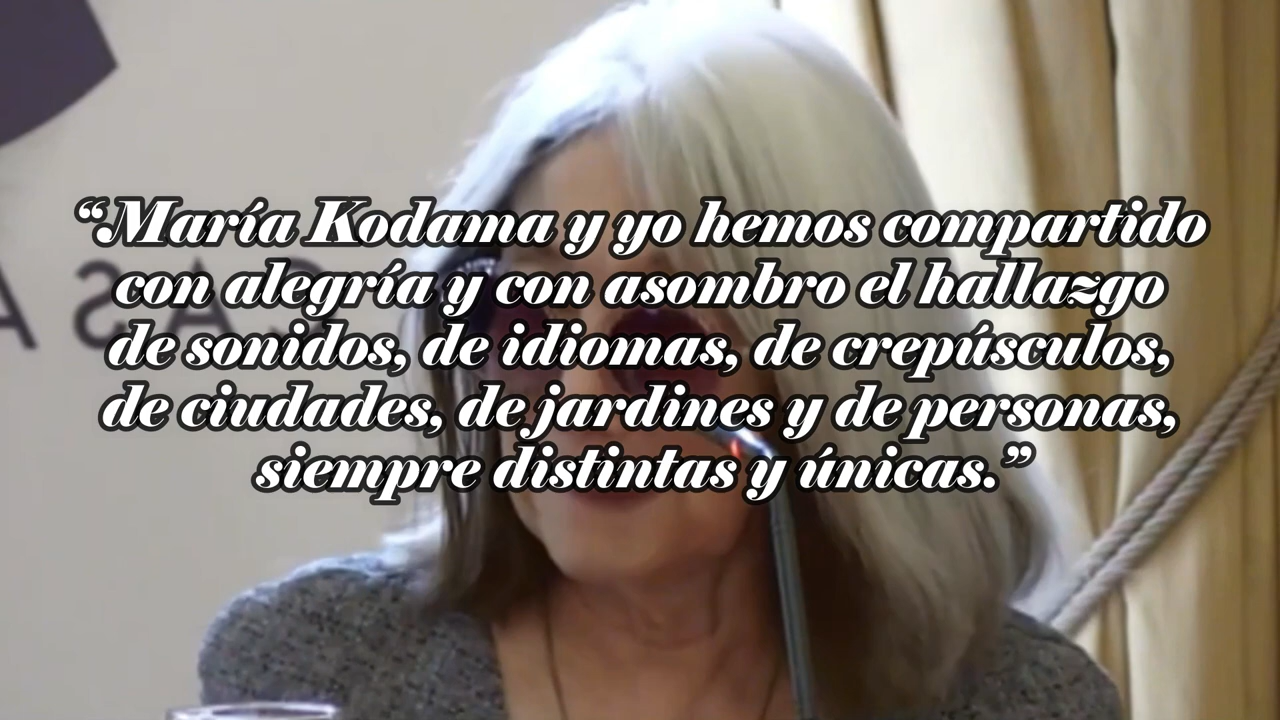 “María Kodama y yo hemos compartido
con alegría y con asombro el hallazgo
de sonidos, de idiomas, de crepúsculos,
de ciudades, de jardines y de personas,
siempre distintas y únicas.”